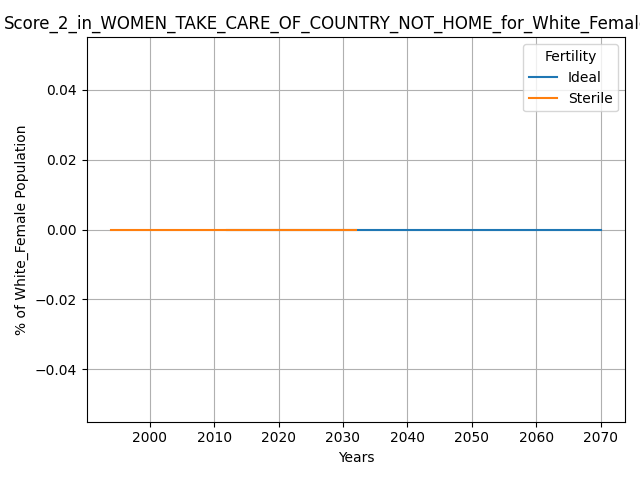 Score_2_in_WOMEN_TAKE_CARE_OF_COUNTRY_NOT_HOME_for_White_Femal
Fertility
Ideal
Sterile
0.04
0.02
0.00
−0.02
−0.04
% of White_Female Population
2000 2010 2020 2030 2040 2050 2060 2070
Years